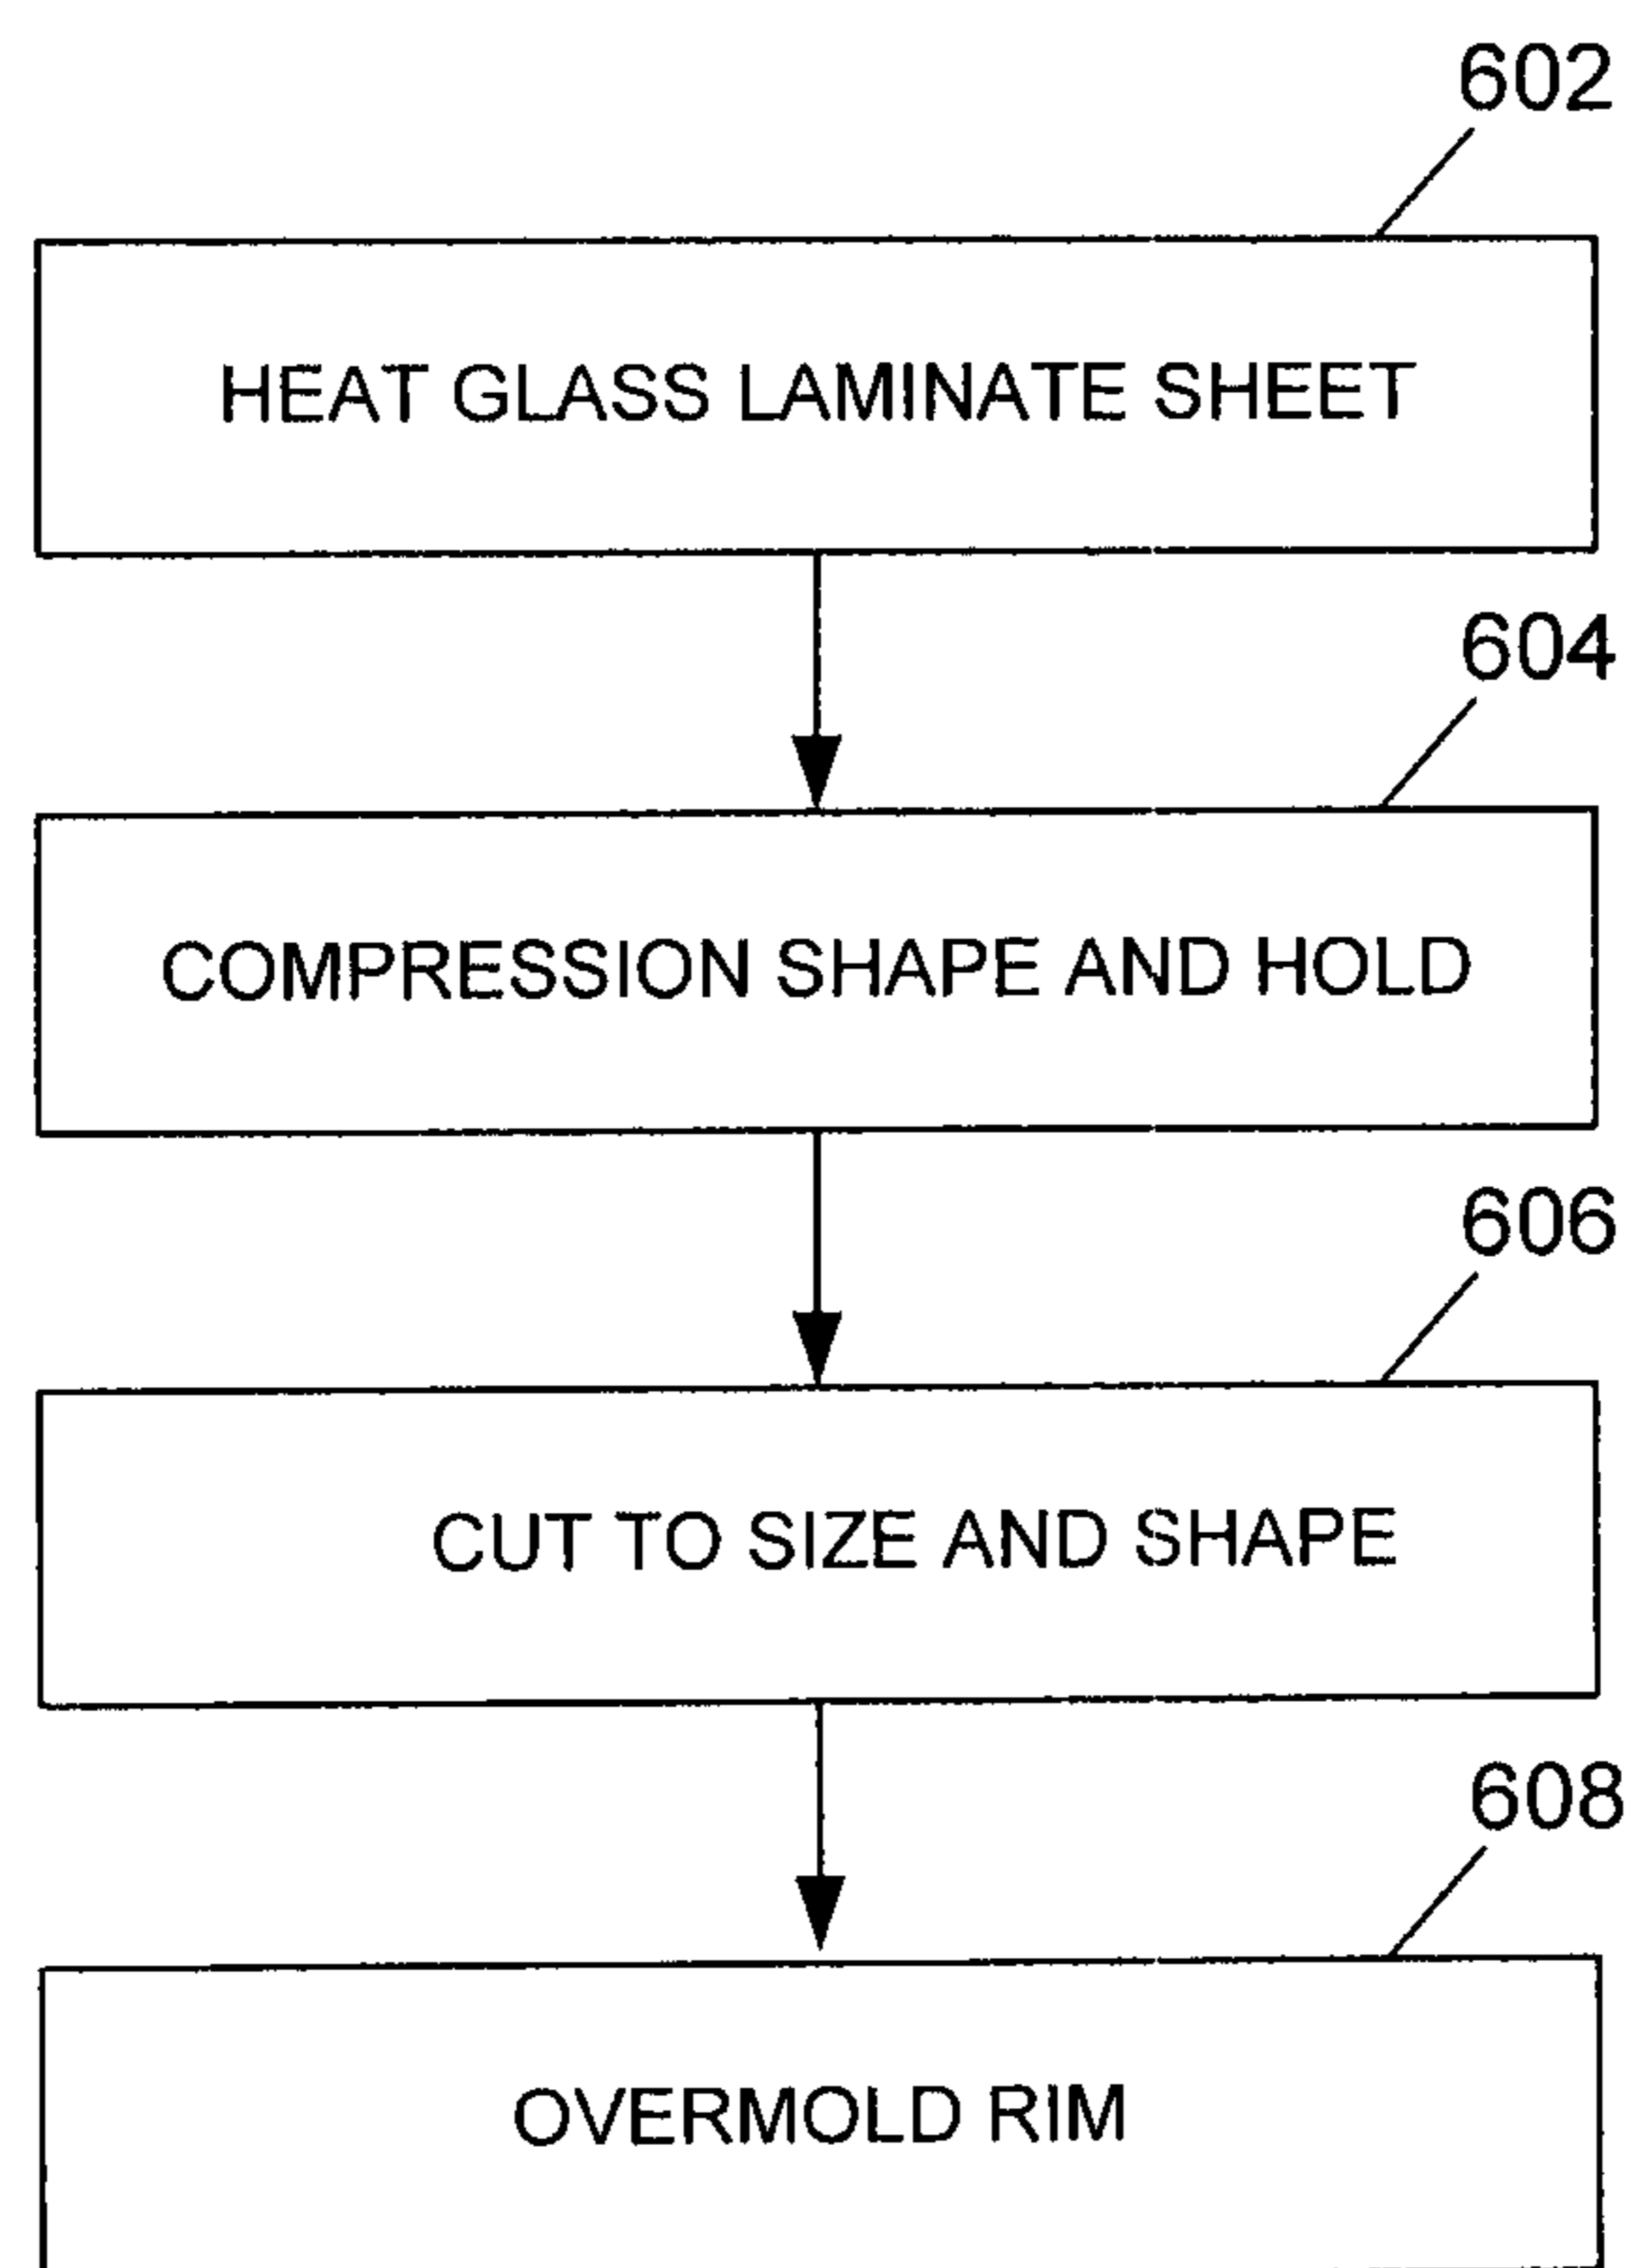 602
HEAT GLASS LAMINATE SHEET
604
COMPRESSION SHAPE AND HOLD
606
CUT TO SIZE AND SHAPE
608
OVERMOLD RIM